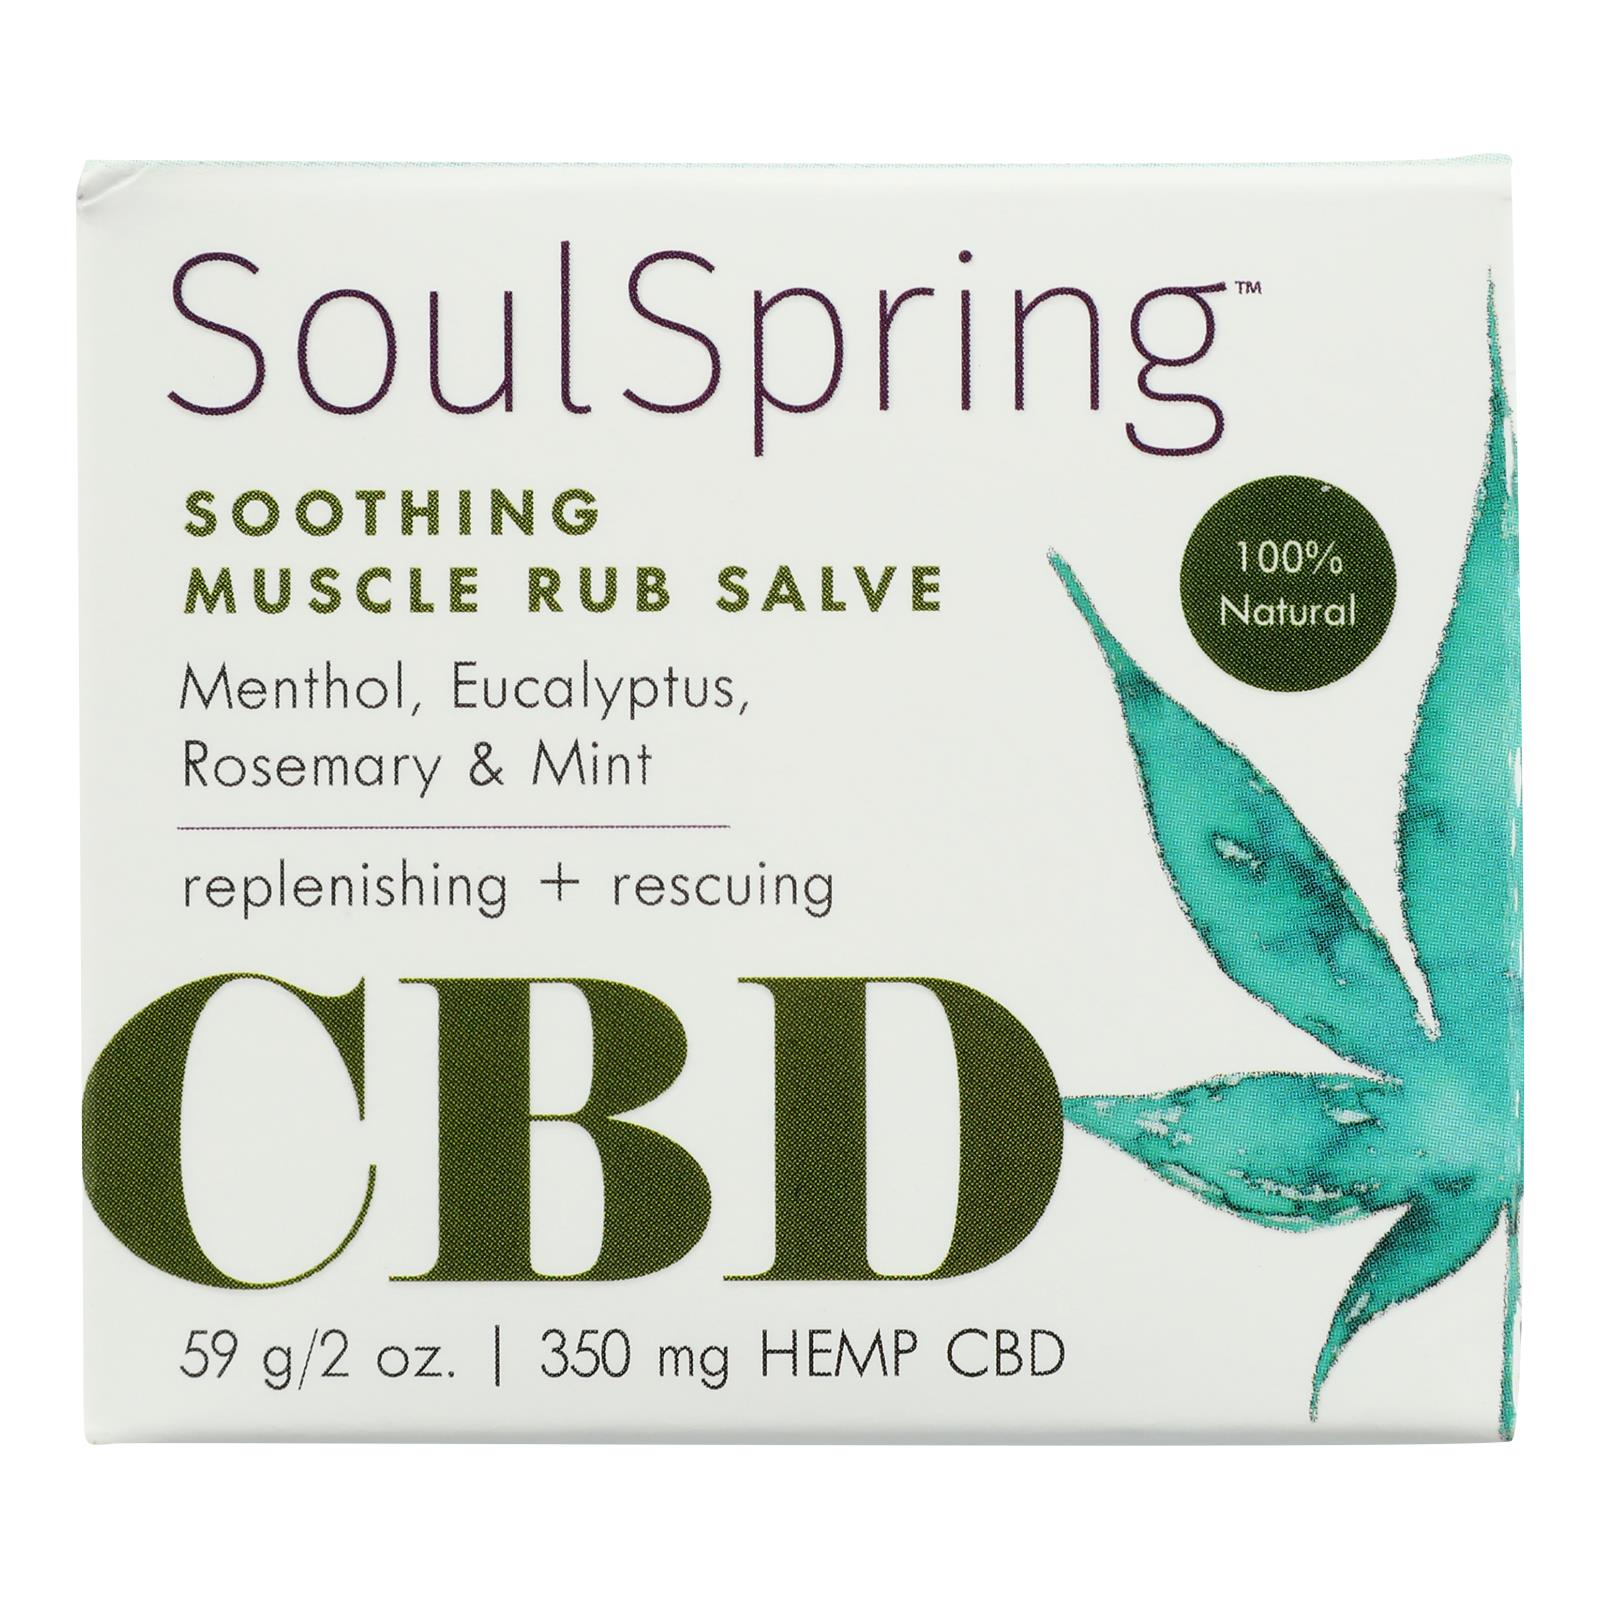 SoulSpring™
SOOTHING
MUSCLE RUB SALVE
100%
Natural
Menthol, Eucalyptus,
Rosemary & Mint
replenishing + rescuing
CBD
59 g/2 oz. | 350 mg HEMP CBD